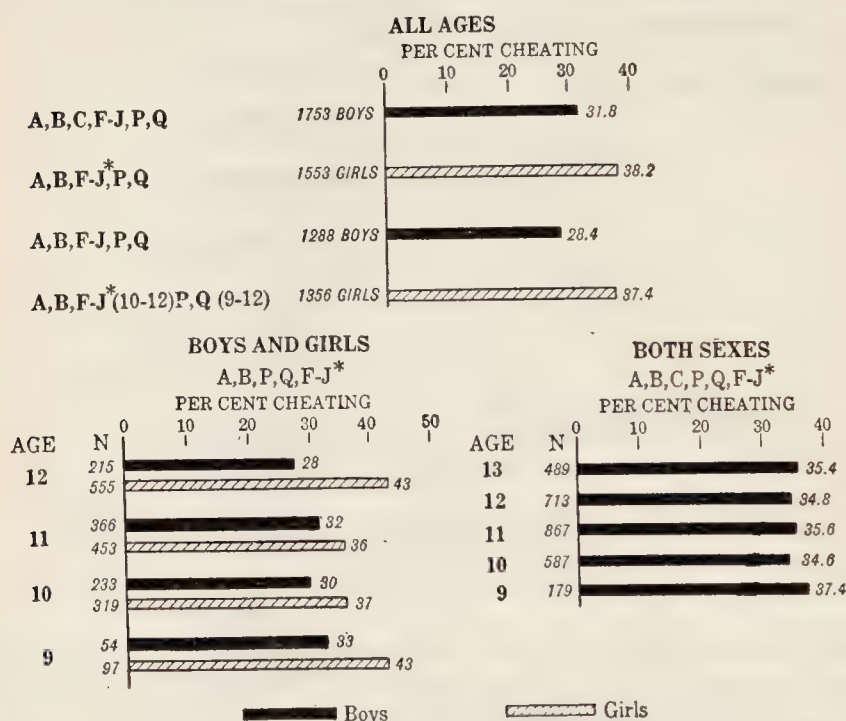 ALL AGES
PER CENT CHEATING
0 10 20 30 40
A,B,C,F-J,P,Q 1753 BOYS 31.8
A,B,F-J,*P,Q 1553 GIRLS 38.2
A,B,F-J,P,Q 1288 BOYS 28.4
A,B,F-J*(10-12)P,Q (9-12) 1356 GIRLS 37.4
BOYS AND GIRLS
A,B,P,Q,F-J*
PER CENT CHEATING
0 10 20 30 40 50
AGE N
12
215 28
555 43
11
366 32
453 36
10
233 30
319 37
9
54 33
97 43
BOTH SEXES
A,B,C,P,Q,F-J*
PER CENT CHEATING
0 10 20 30 40
AGE N
13 489 35.4
12 713 34.8
11 867 35.6
10 587 34.6
9 179 37.4
Boys Girls